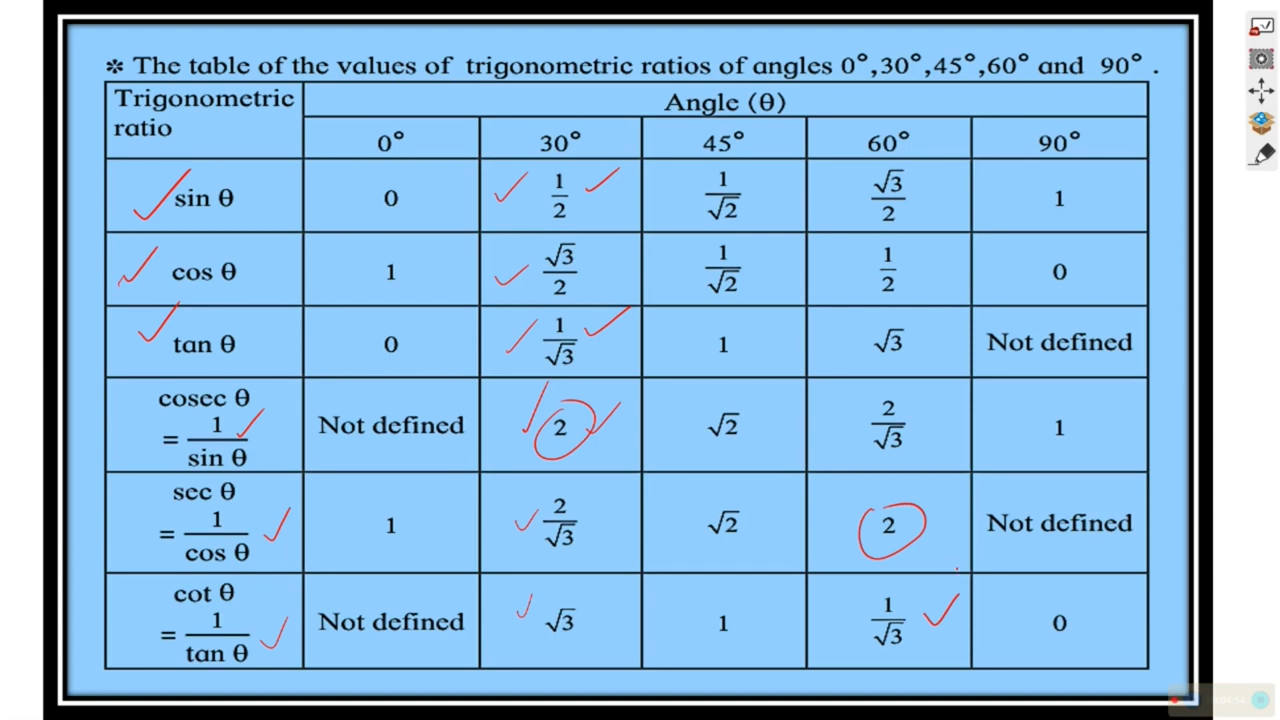 ✻ The table of the values of trigonometric ratios of angles 0°,30°,45°,60° and 90° .
Trigonometric ratio Angle (θ)
0° 30° 45° 60° 90°
sin θ 0 1/2 1/√2 √3/2 1
cos θ 1 √3/2 1/√2 1/2 0
tan θ 0 1/√3 1 √3 Not defined
cosec θ = 1/sin θ Not defined 2 √2 2/√3 1
sec θ = 1/cos θ 1 2/√3 √2 2 Not defined
cot θ = 1/tan θ Not defined √3 1 1/√3 0